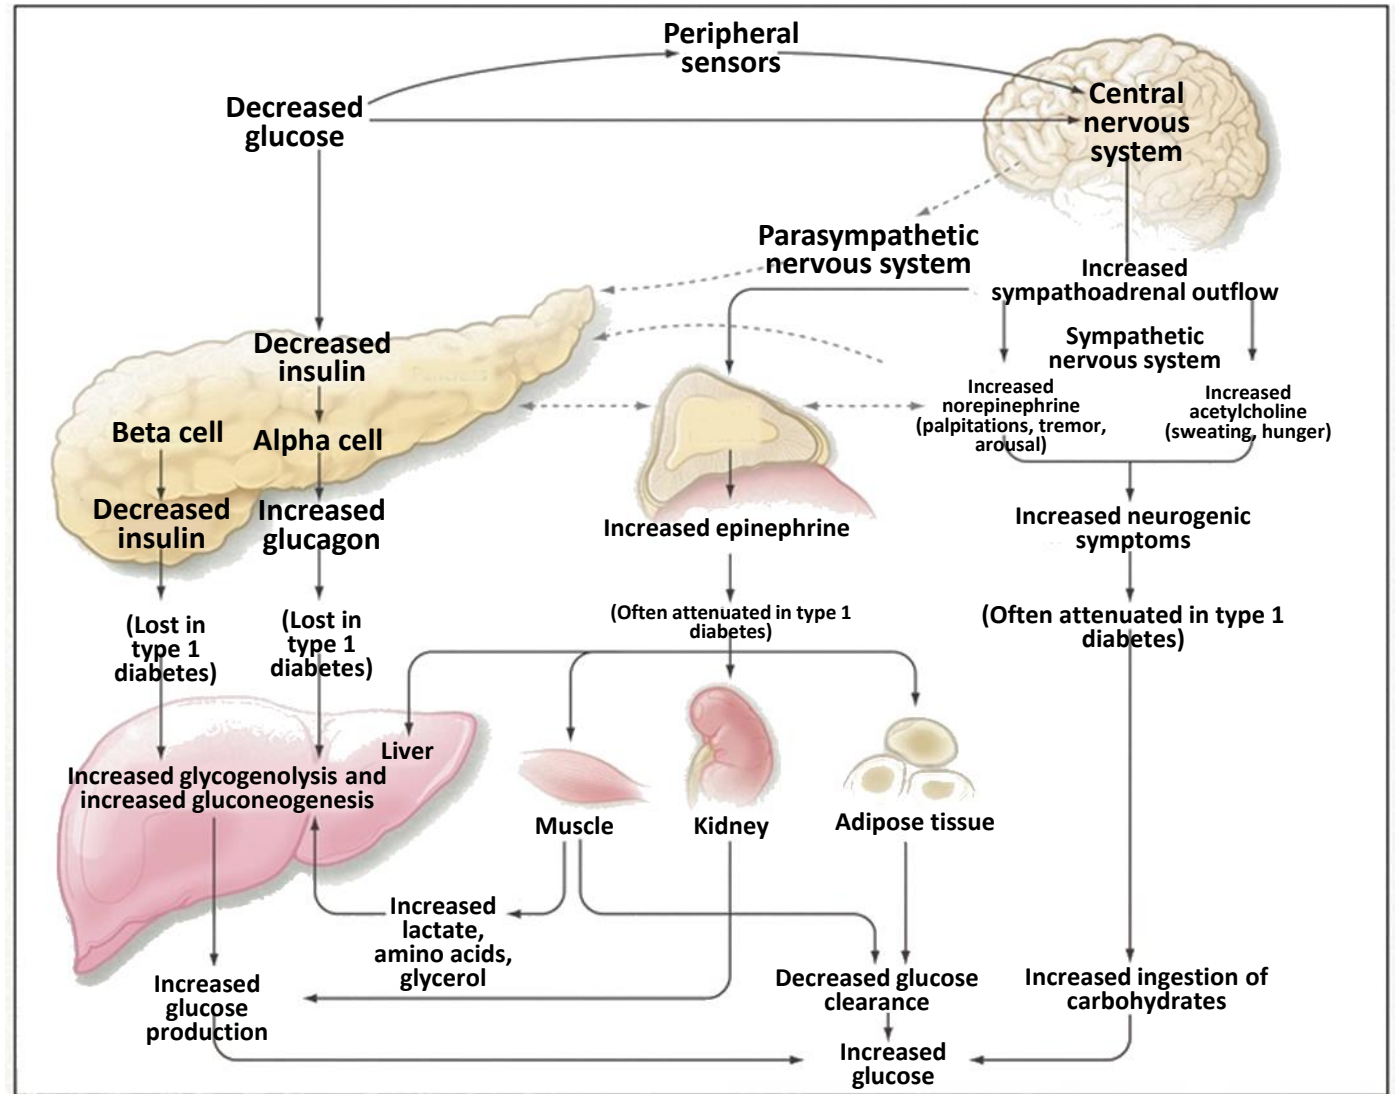 Peripheral
sensors
Decreased
glucose
Central
nervous
system
Parasympathetic
nervous system
Increased
sympathoadrenal outflow
Sympathetic
nervous system
Decreased
insulin
Beta cell
Alpha cell
Increased
norepinephrine
(palpitations, tremor,
arousal)
Increased
acetylcholine
(sweating, hunger)
Decreased
insulin
Increased
glucagon
Increased epinephrine
Increased neurogenic
symptoms
(Lost in
type 1
diabetes)
(Lost in
type 1
diabetes)
(Often attenuated in type 1
diabetes)
(Often attenuated in type 1
diabetes)
Liver
Increased glycogenolysis and
increased gluconeogenesis
Muscle
Kidney
Adipose tissue
Increased
lactate,
amino acids,
glycerol
Increased
glucose
production
Decreased glucose
clearance
Increased ingestion of
carbohydrates
Increased
glucose